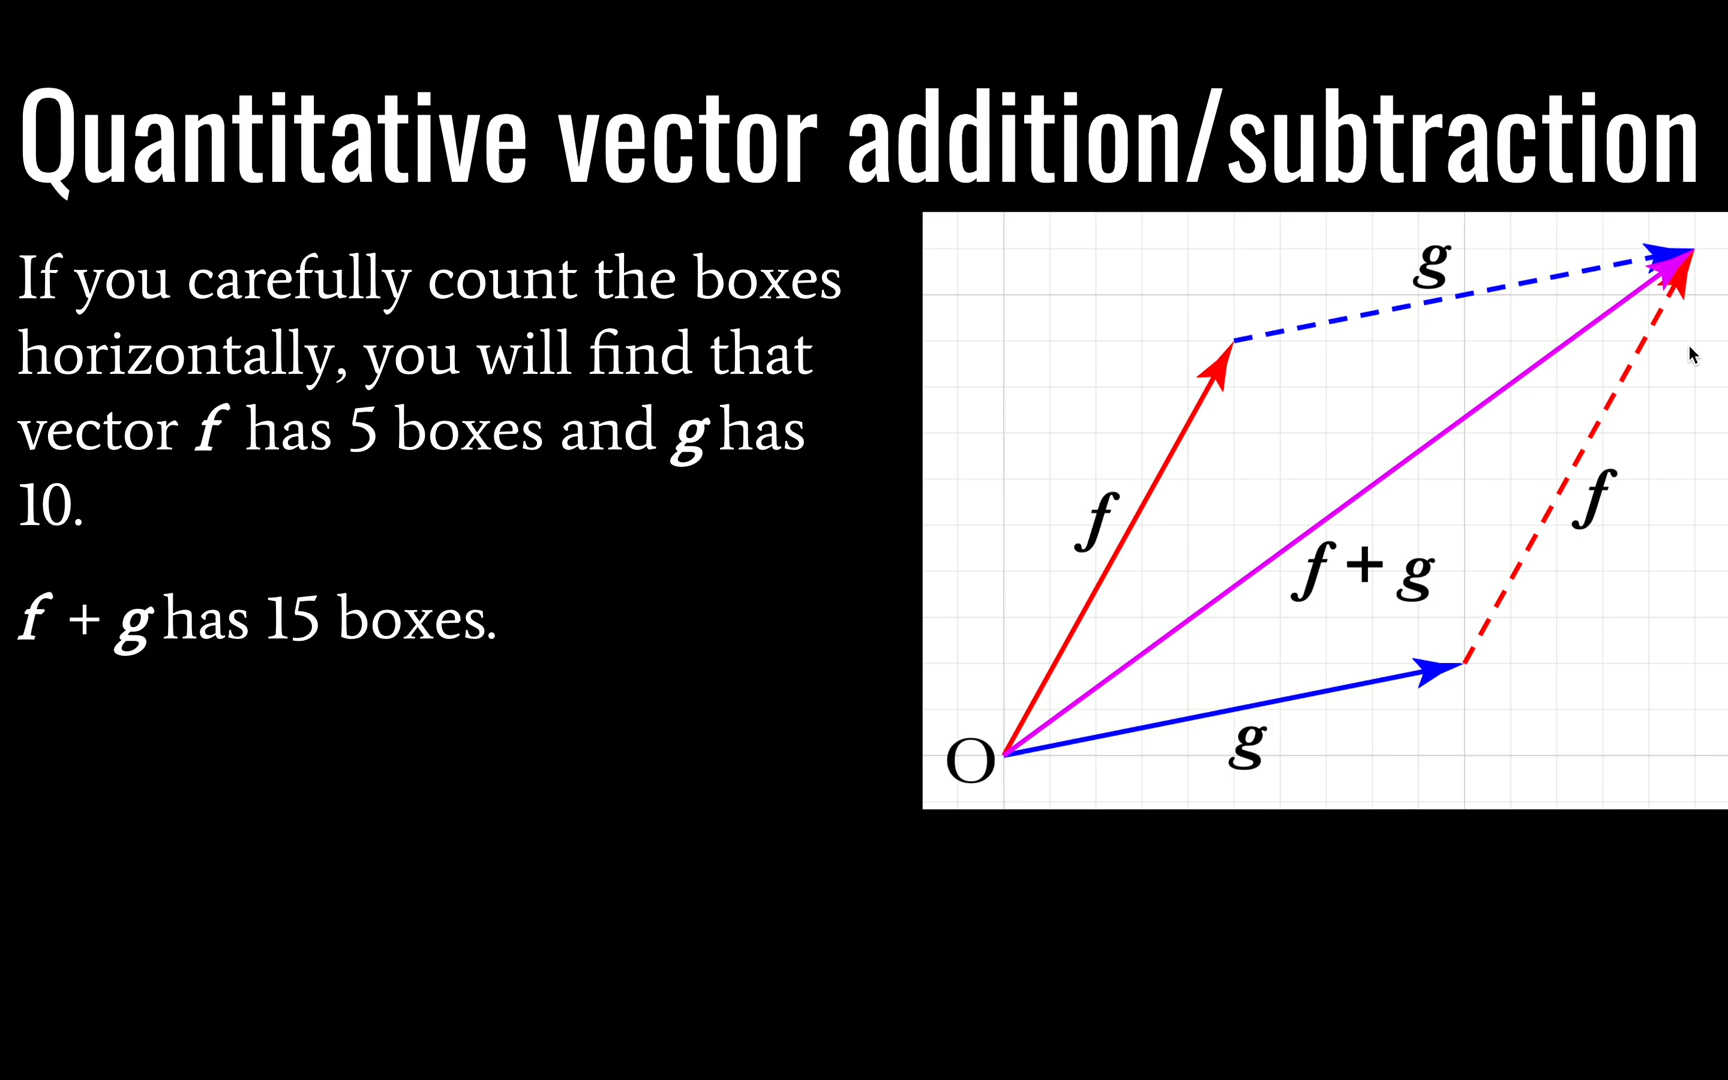 Quantitative vector addition/subtraction
If you carefully count the boxes
horizontally, you will find that
vector f has 5 boxes and g has
10.
f + g has 15 boxes.
g
f
f
f + g
g
O